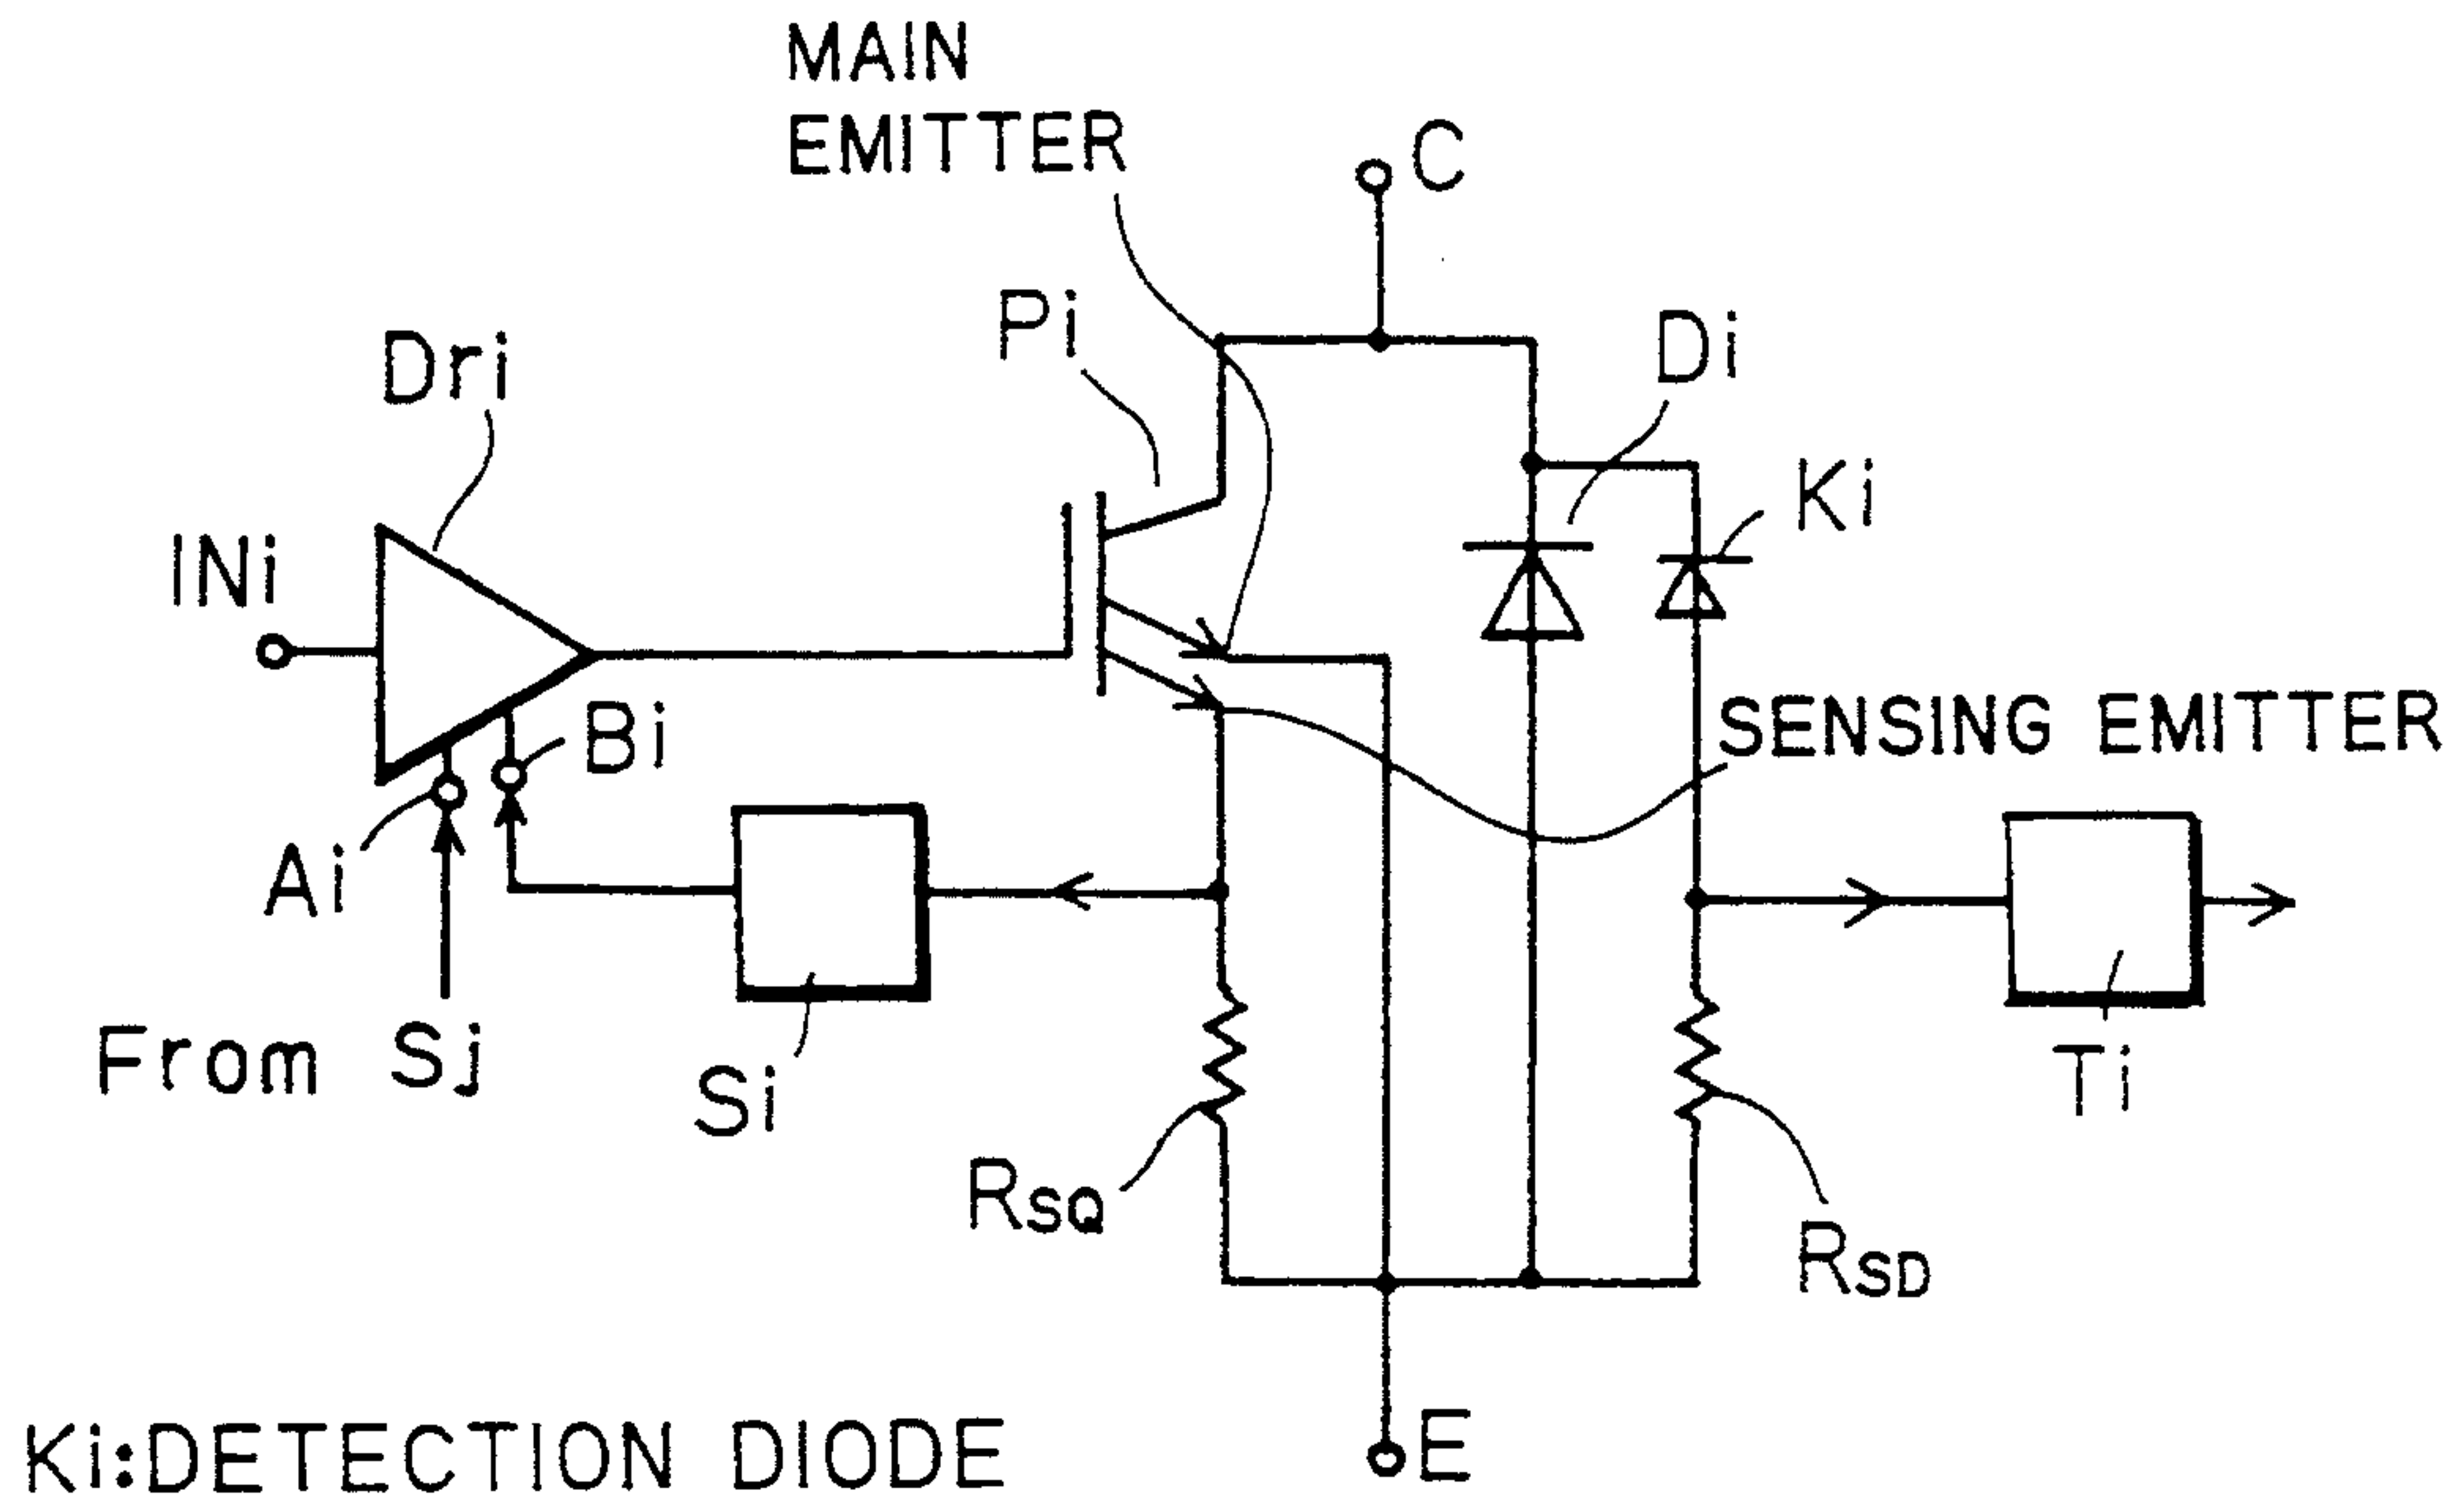 MAIN
EMITTER
C
Pi
Di
Dri
Ki
INi
Bi
SENSING EMITTER
Ai
From Sj
Si
Ti
RSQ
RSD
E
Ki:DETECTION DIODE